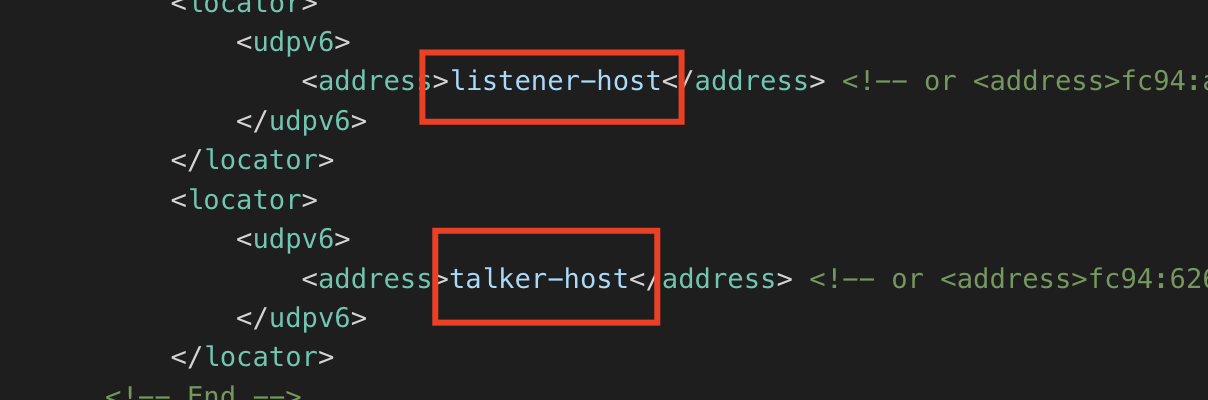 <locator>
<udpv6>
<address>listener-host</address> <!-- or <address>fc94:a
</udpv6>
</locator>
<locator>
<udpv6>
<address>talker-host</address> <!-- or <address>fc94:626
</udpv6>
</locator>
<!-- End -->